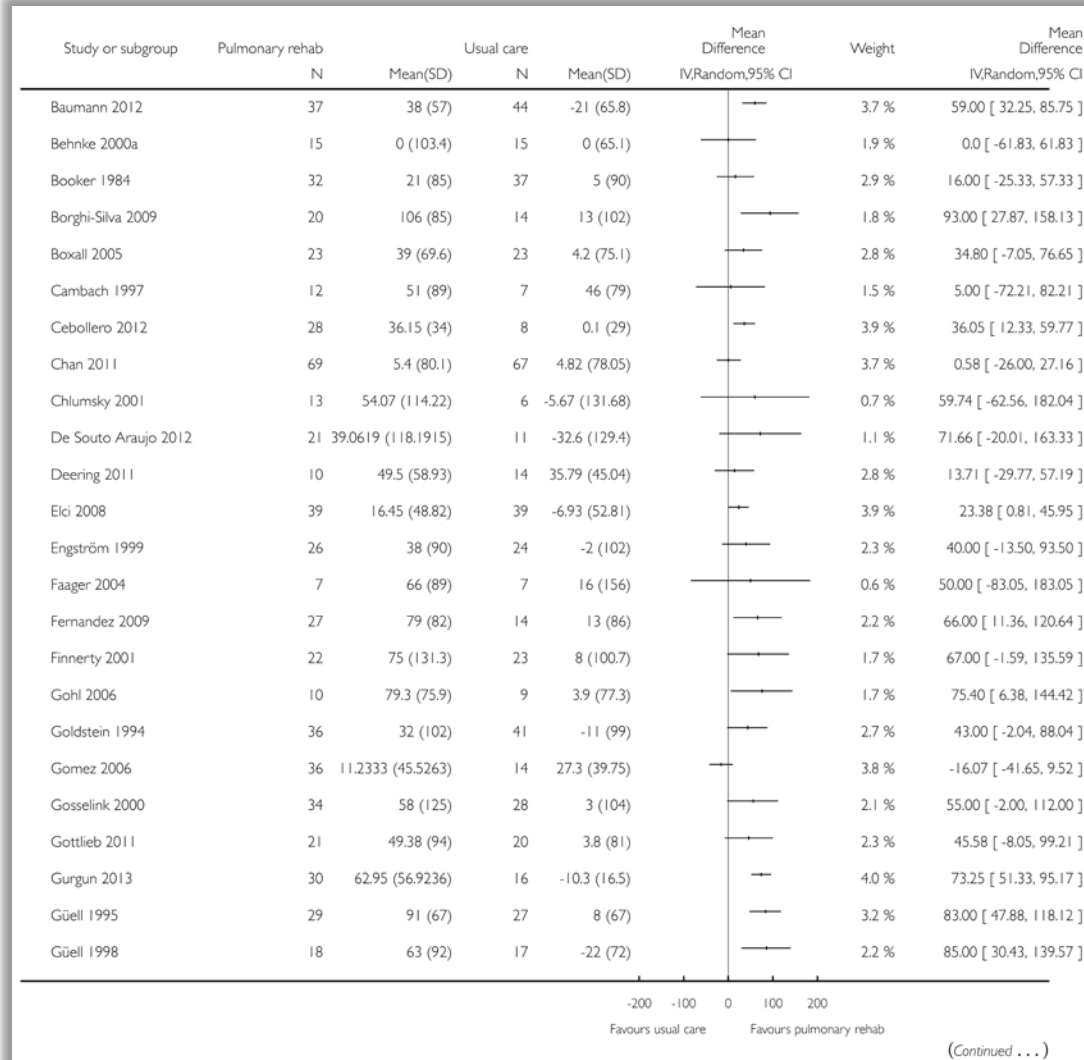 Study or subgroup Pulmonary rehab Usual care Mean Difference Weight Mean Difference
N Mean(SD) N Mean(SD) IV,Random,95% CI IV,Random,95% CI
Baumann 2012 37 38 (57) 44 -21 (65.8) 3.7 % 59.00 [ 32.25, 85.75 ]
Behnke 2000a 15 0 (103.4) 15 0 (65.1) 1.9 % 0.0 [ -61.83, 61.83 ]
Booker 1984 32 21 (85) 37 5 (90) 2.9 % 16.00 [ -25.33, 57.33 ]
Borghi-Silva 2009 20 106 (85) 14 13 (102) 1.8 % 93.00 [ 27.87, 158.13 ]
Boxall 2005 23 39 (69.6) 23 4.2 (75.1) 2.8 % 34.80 [ -7.05, 76.65 ]
Cambach 1997 12 51 (89) 7 46 (79) 1.5 % 5.00 [ -72.21, 82.21 ]
Cebollero 2012 28 36.15 (34) 8 0.1 (29) 3.9 % 36.05 [ 12.33, 59.77 ]
Chan 2011 69 5.4 (80.1) 67 4.82 (78.05) 3.7 % 0.58 [ -26.00, 27.16 ]
Chlumsky 2001 13 54.07 (114.22) 6 -5.67 (131.68) 0.7 % 59.74 [ -62.56, 182.04 ]
De Souto Araujo 2012 21 39.0619 (118.1915) 11 -32.6 (129.4) 1.1 % 71.66 [ -20.01, 163.33 ]
Deering 2011 10 49.5 (58.93) 14 35.79 (45.04) 2.8 % 13.71 [ -29.77, 57.19 ]
Elci 2008 39 16.45 (48.82) 39 -6.93 (52.81) 3.9 % 23.38 [ 0.81, 45.95 ]
Engström 1999 26 38 (90) 24 -2 (102) 2.3 % 40.00 [ -13.50, 93.50 ]
Faager 2004 7 66 (89) 7 16 (156) 0.6 % 50.00 [ -83.05, 183.05 ]
Fernandez 2009 27 79 (82) 14 13 (86) 2.2 % 66.00 [ 11.36, 120.64 ]
Finnerty 2001 22 75 (131.3) 23 8 (100.7) 1.7 % 67.00 [ -1.59, 135.59 ]
Gohl 2006 10 79.3 (75.9) 9 3.9 (77.3) 1.7 % 75.40 [ 6.38, 144.42 ]
Goldstein 1994 36 32 (102) 41 -11 (99) 2.7 % 43.00 [ -2.04, 88.04 ]
Gomez 2006 36 11.2333 (45.5263) 14 27.3 (39.75) 3.8 % -16.07 [ -41.65, 9.52 ]
Gosselink 2000 34 58 (125) 28 3 (104) 2.1 % 55.00 [ -2.00, 112.00 ]
Gottlieb 2011 21 49.38 (94) 20 3.8 (81) 2.3 % 45.58 [ -8.05, 99.21 ]
Gurgun 2013 30 62.95 (56.9236) 16 -10.3 (16.5) 4.0 % 73.25 [ 51.33, 95.17 ]
Güell 1995 29 91 (67) 27 8 (67) 3.2 % 83.00 [ 47.88, 118.12 ]
Güell 1998 18 63 (92) 17 -22 (72) 2.2 % 85.00 [ 30.43, 139.57 ]
-200 -100 0 100 200
Favours usual care Favours pulmonary rehab
(Continued ...)